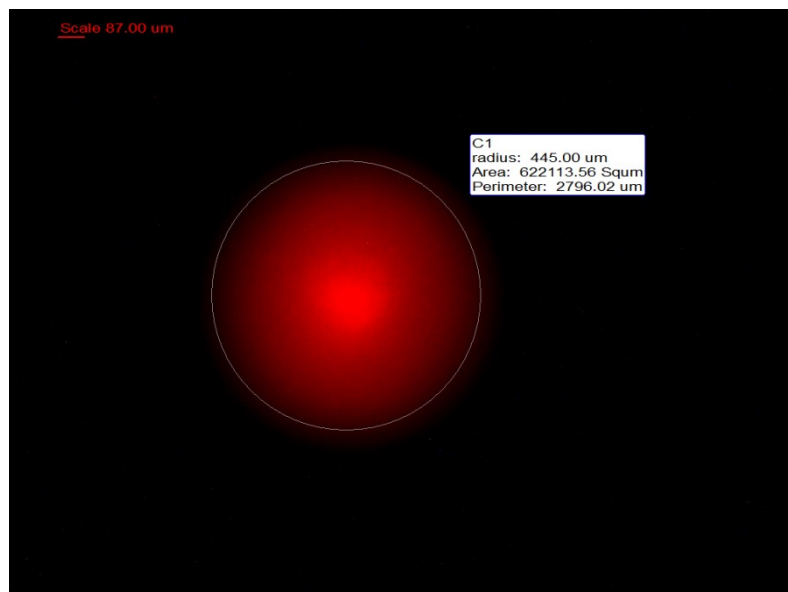 Scale 87.00 um
C1
radius: 445.00 um
Area: 622113.56 Squm
Perimeter: 2796.02 um